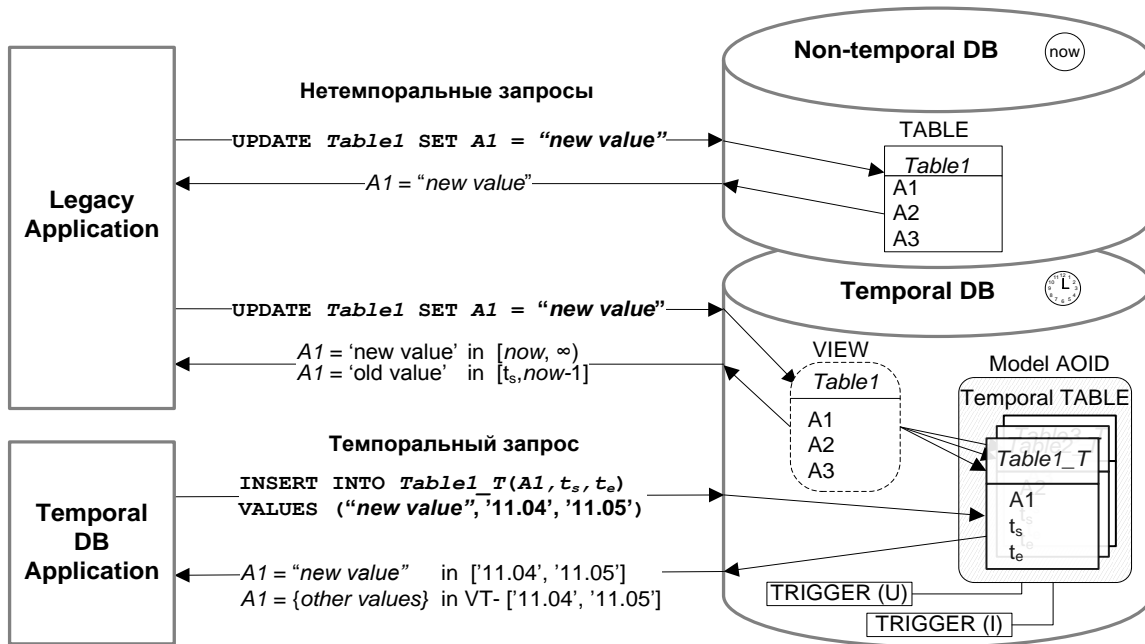 Non-temporal DB
now
Нетемпоральные запросы
UPDATE Table1 SET A1 = “new value”
A1 = “new value”
TABLE
Table1
A1
A2
A3
Legacy
Application
Temporal DB
UPDATE Table1 SET A1 = “new value”
A1 = ‘new value’ in [now, ∞)
A1 = ‘old value’ in [ts,now-1]
VIEW
Table1
A1
A2
A3
Model AOID
Temporal TABLE
Table2
Table1_T
A1
ts
te
A2
ts
te
Темпоральный запрос
INSERT INTO Table1_T(A1,ts,te)
VALUES (“new value”, '11.04', '11.05')
Temporal
DB
Application
A1 = “new value” in ['11.04', '11.05']
A1 = {other values} in VT- ['11.04', '11.05']
TRIGGER (U)
TRIGGER (I)